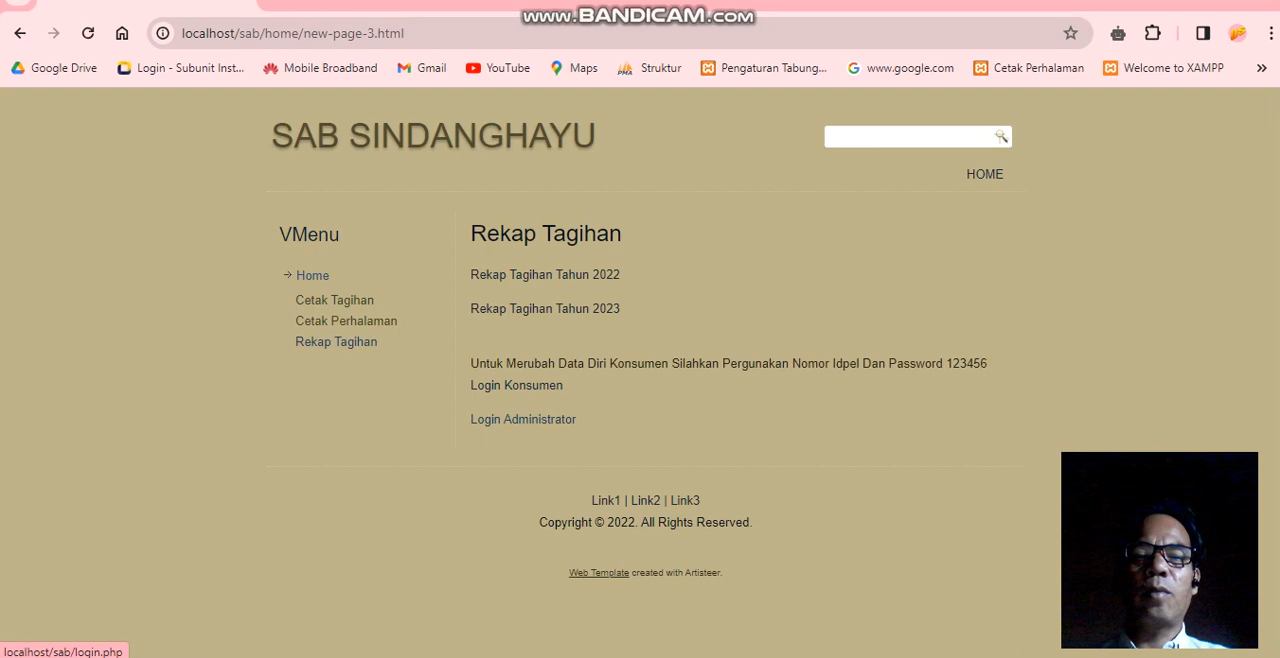 www.BANDICAM.com
localhost/sab/home/new-page-3.html
Google Drive Login - Subunit Inst... Mobile Broadband Gmail YouTube Maps Struktur Pengaturan Tabung... www.google.com Cetak Perhalaman Welcome to XAMPP »
SAB SINDANGHAYU
HOME
VMenu
Home
Cetak Tagihan
Cetak Perhalaman
Rekap Tagihan
Rekap Tagihan
Rekap Tagihan Tahun 2022
Rekap Tagihan Tahun 2023
Untuk Merubah Data Diri Konsumen Silahkan Pergunakan Nomor Idpel Dan Password 123456
Login Konsumen
Login Administrator
Link1 | Link2 | Link3
Copyright © 2022. All Rights Reserved.
Web Template created with Artisteer.
localhost/sab/login.php